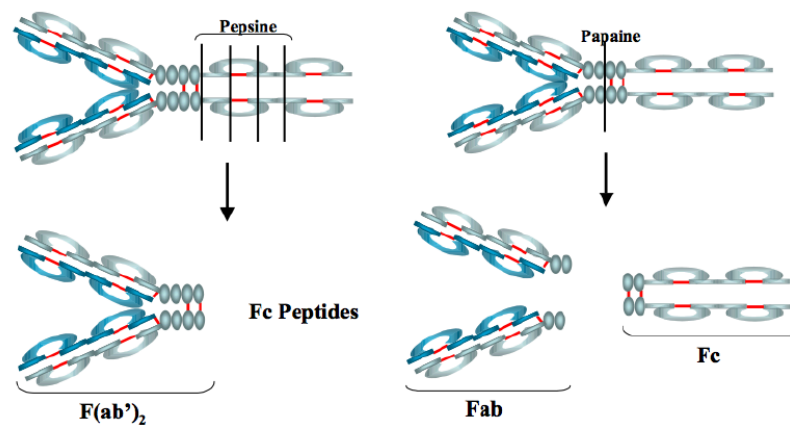 Pepsine
Papaine
Fc Peptides
F(ab')₂
Fab
Fc